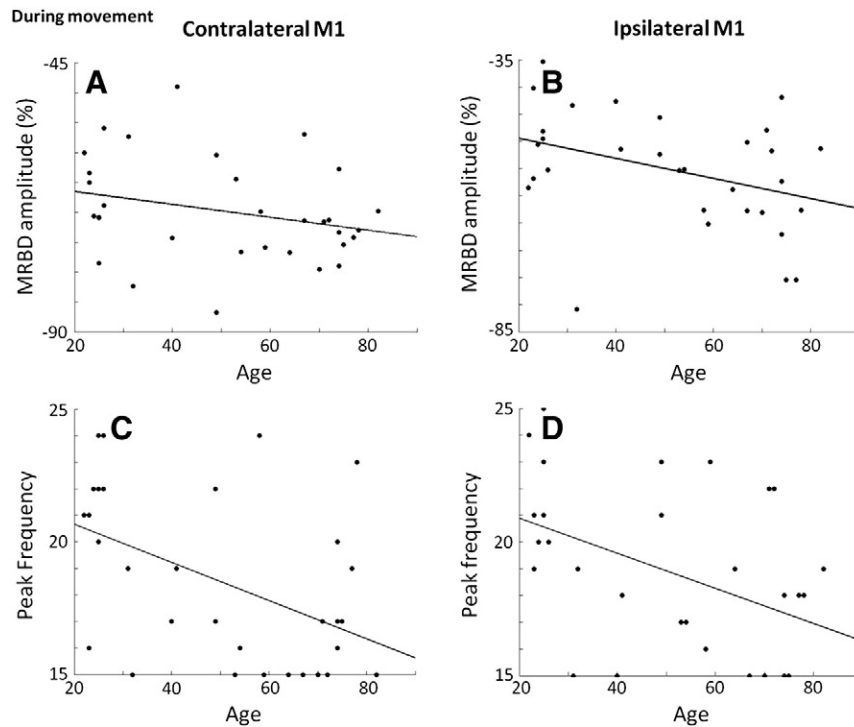 During movement
Contralateral M1
Ipsilateral M1
A
-45
MRBD amplitude (%)
-90
20 40 60 80
Age
B
-35
MRBD amplitude (%)
-85
20 40 60 80
Age
C
25
20
15
Peak Frequency
20 40 60 80
Age
D
25
20
15
Peak frequency
20 40 60 80
Age